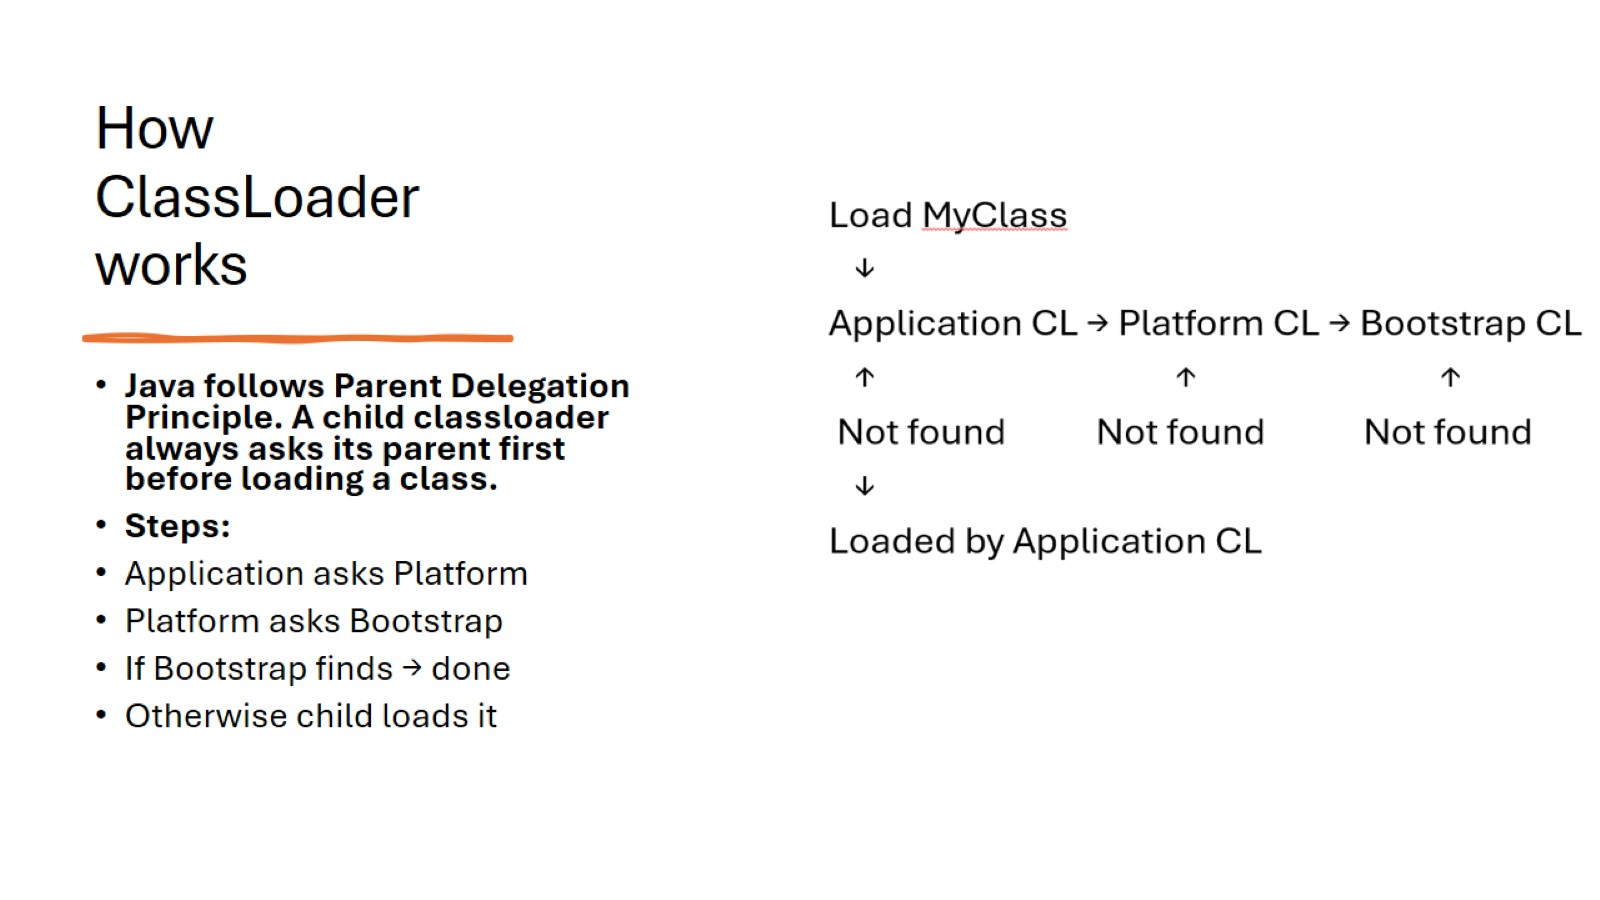 How
ClassLoader
works
• Java follows Parent Delegation
Principle. A child classloader
always asks its parent first
before loading a class.
• Steps:
• Application asks Platform
• Platform asks Bootstrap
• If Bootstrap finds → done
• Otherwise child loads it
Load MyClass
↓
Application CL → Platform CL → Bootstrap CL
↑ ↑ ↑
Not found Not found Not found
↓
Loaded by Application CL